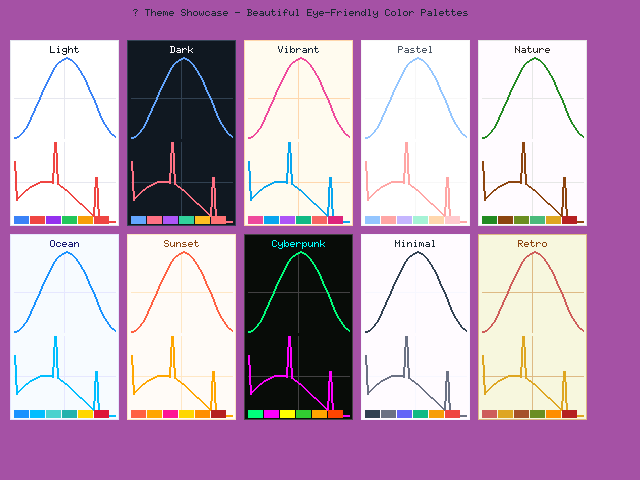 ? Theme Showcase - Beautiful Eye-Friendly Color Palettes
Light
Dark
Vibrant
Pastel
Nature
Ocean
Sunset
Cyberpunk
Minimal
Retro